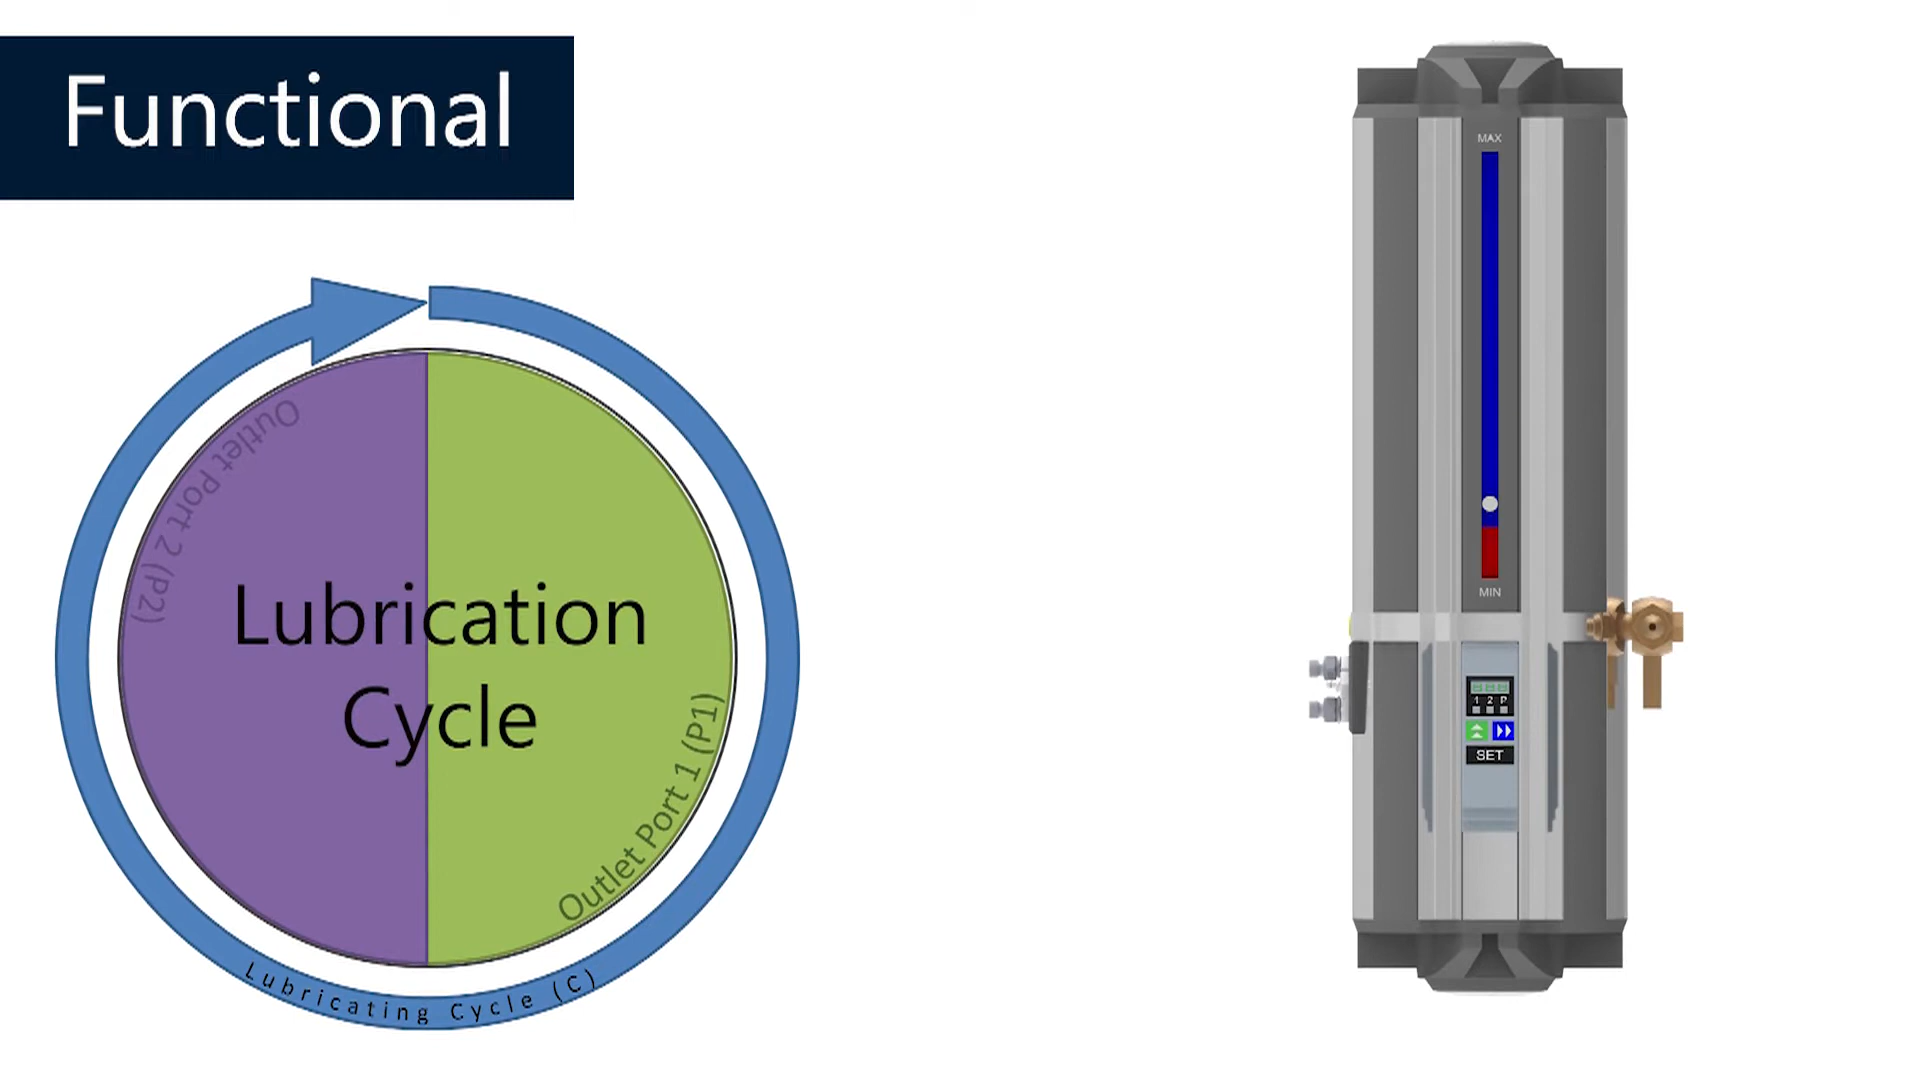 Functional
Outlet Port 2 (P2)
Lubrication
Cycle
Outlet Port 1 (P1)
Lubricating Cycle (C)
MAX
MIN
1 2 P
SET